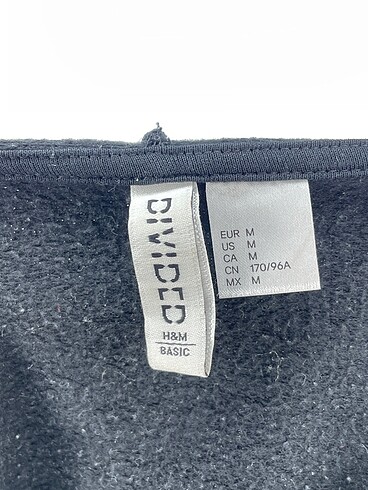 DIVIDED
H&M
BASIC
EUR M
US M
CA M
CN 170/96A
MX M